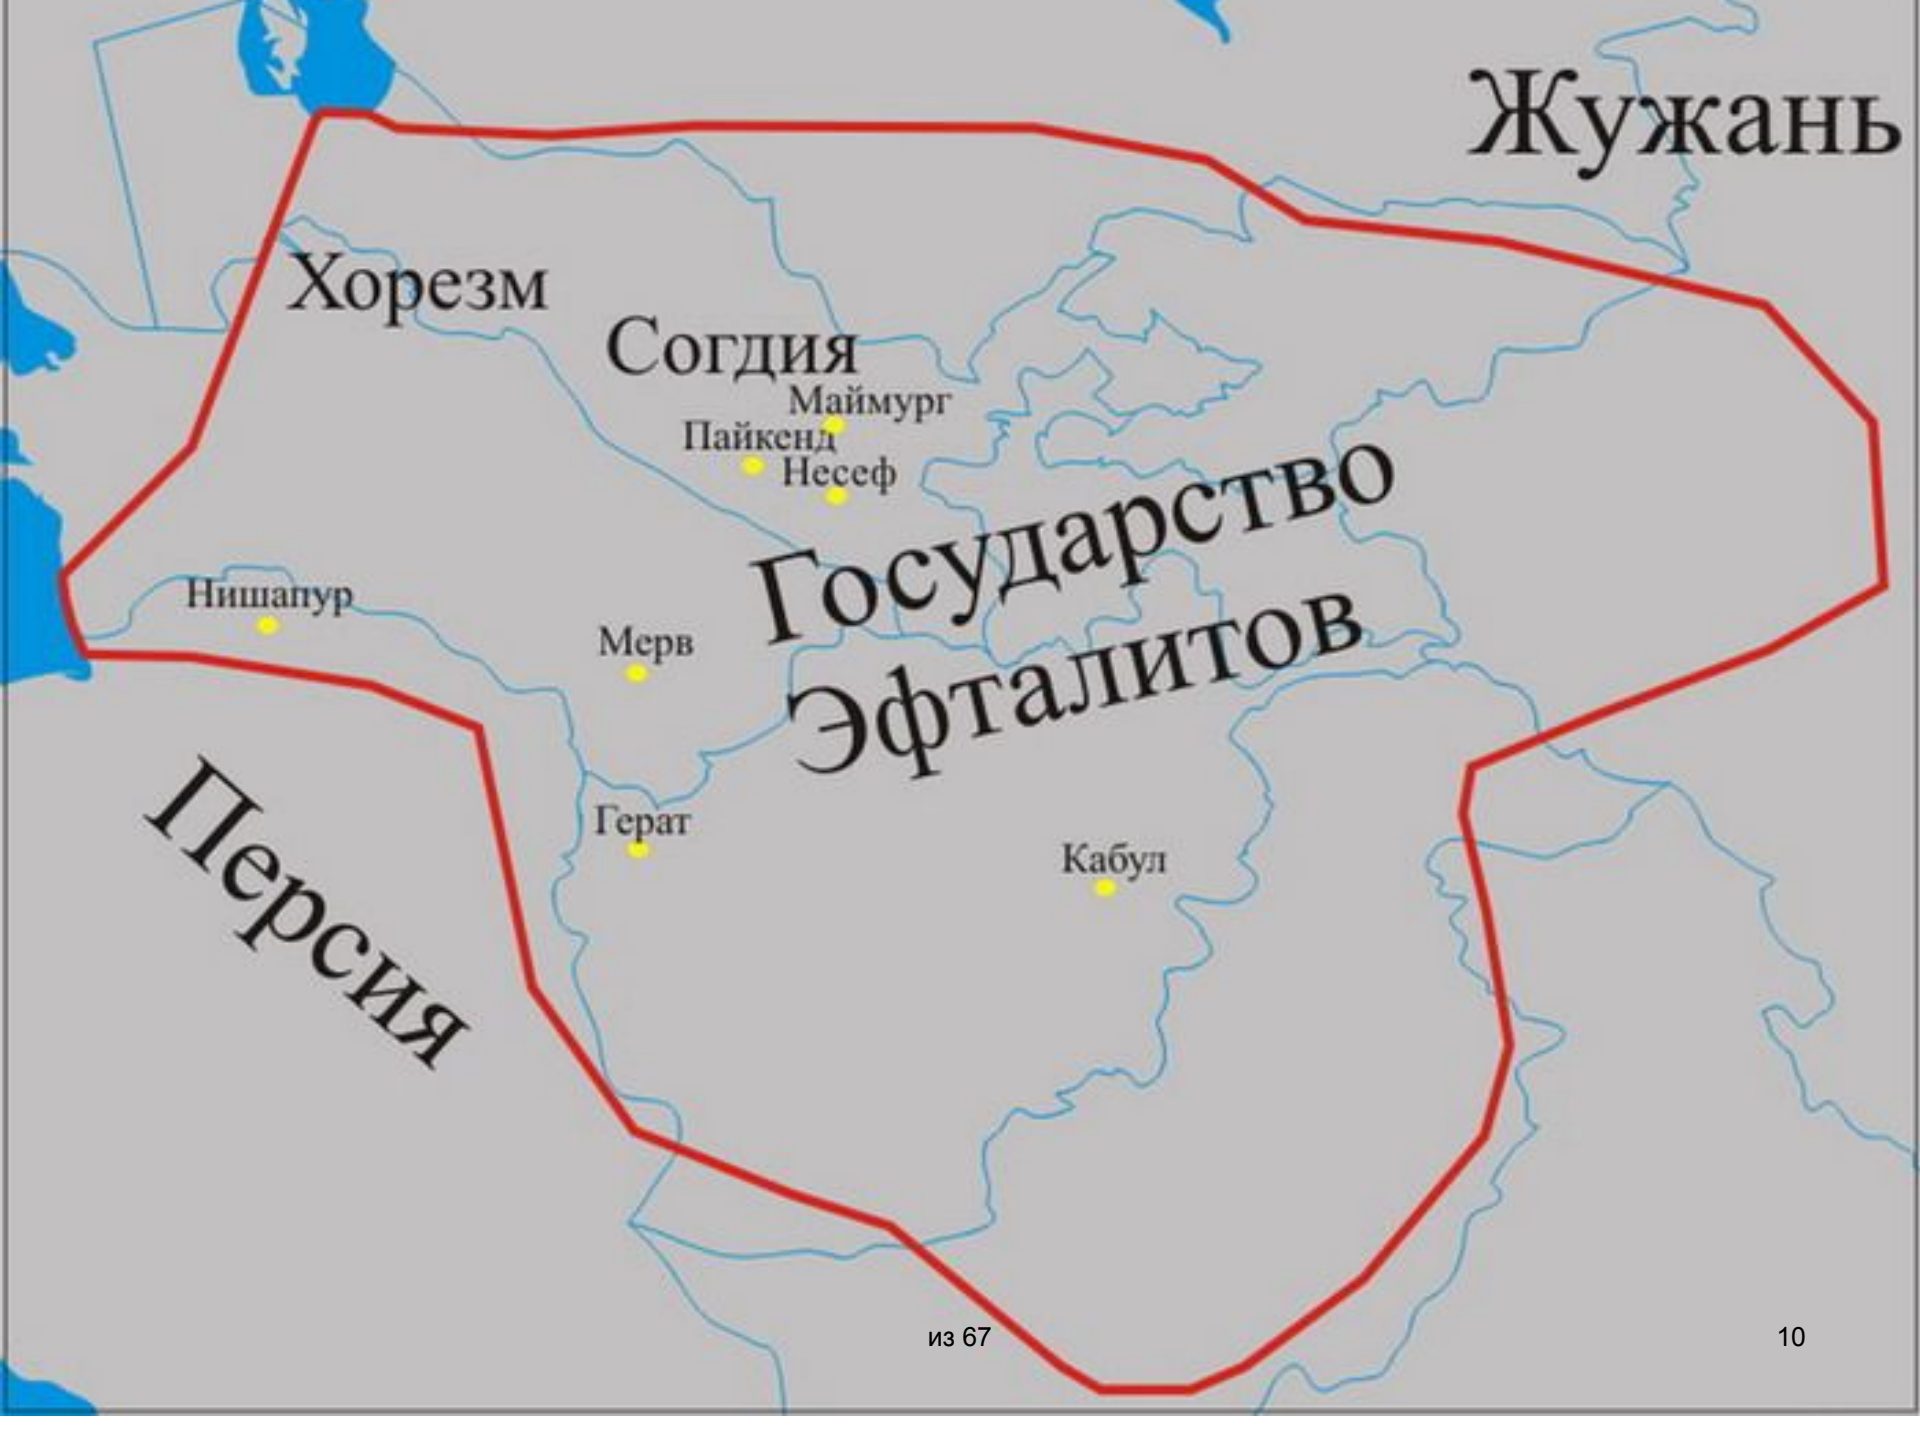 Жужань
Хорезм
Согдия
Маймург
Пайкенд
Несеф
Государство
Эфталитов
Нишапур
Мерв
Герат
Кабул
Персия
из 67
10